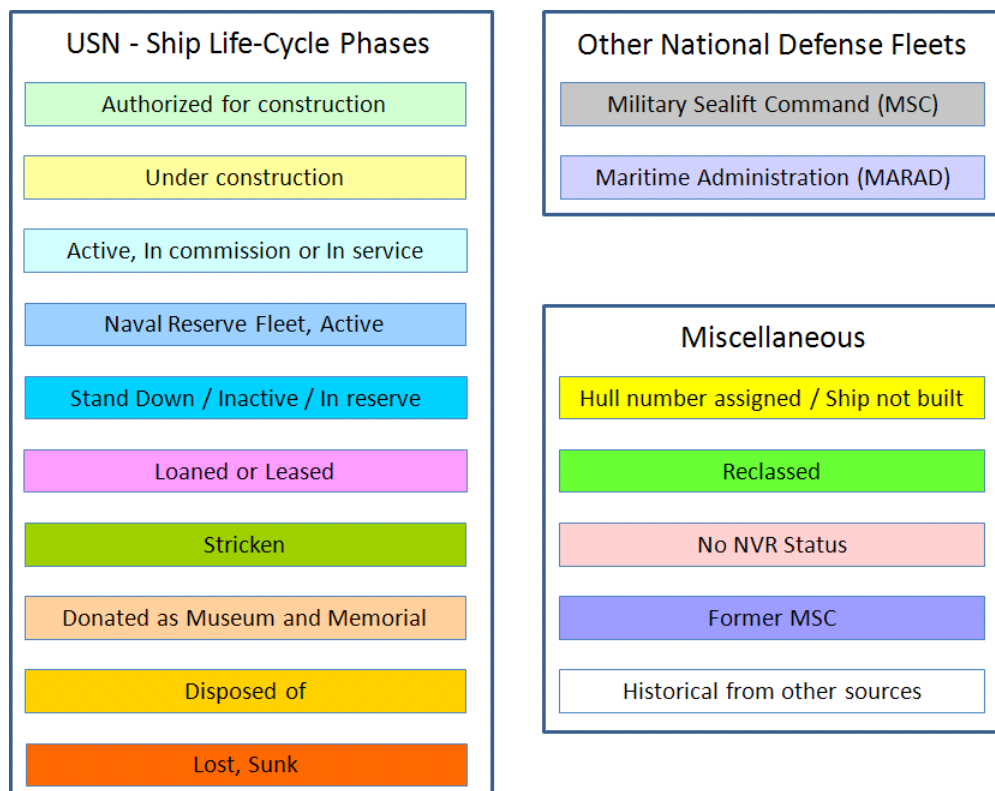 USN - Ship Life-Cycle Phases
Authorized for construction
Under construction
Active, In commission or In service
Naval Reserve Fleet, Active
Stand Down / Inactive / In reserve
Loaned or Leased
Stricken
Donated as Museum and Memorial
Disposed of
Lost, Sunk
Other National Defense Fleets
Military Sealift Command (MSC)
Maritime Administration (MARAD)
Miscellaneous
Hull number assigned / Ship not built
Reclassed
No NVR Status
Former MSC
Historical from other sources